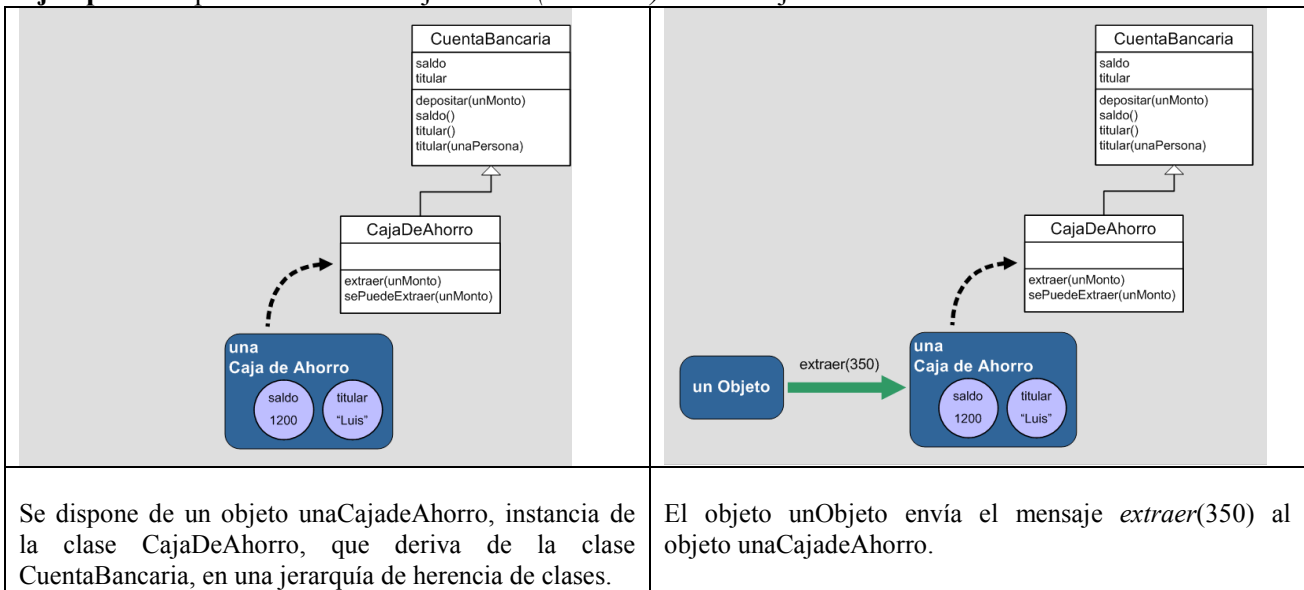 CuentaBancaria
saldo
titular
depositar(unMonto)
saldo()
titular()
titular(unaPersona)
CajaDeAhorro
extraer(unMonto)
sePuedeExtraer(unMonto)
una
Caja de Ahorro
saldo
1200
titular
“Luis”
CuentaBancaria
saldo
titular
depositar(unMonto)
saldo()
titular()
titular(unaPersona)
CajaDeAhorro
extraer(unMonto)
sePuedeExtraer(unMonto)
un Objeto
extraer(350)
una
Caja de Ahorro
saldo
1200
titular
“Luis”
Se dispone de un objeto unaCajadeAhorro, instancia de
la clase CajaDeAhorro, que deriva de la clase
CuentaBancaria, en una jerarquía de herencia de clases.
El objeto unObjeto envía el mensaje extraer(350) al
objeto unaCajadeAhorro.